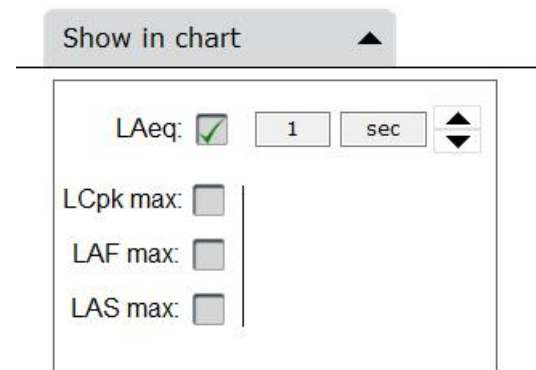 Show in chart
LAeq: 1 sec
LCpk max:
LAF max:
LAS max: